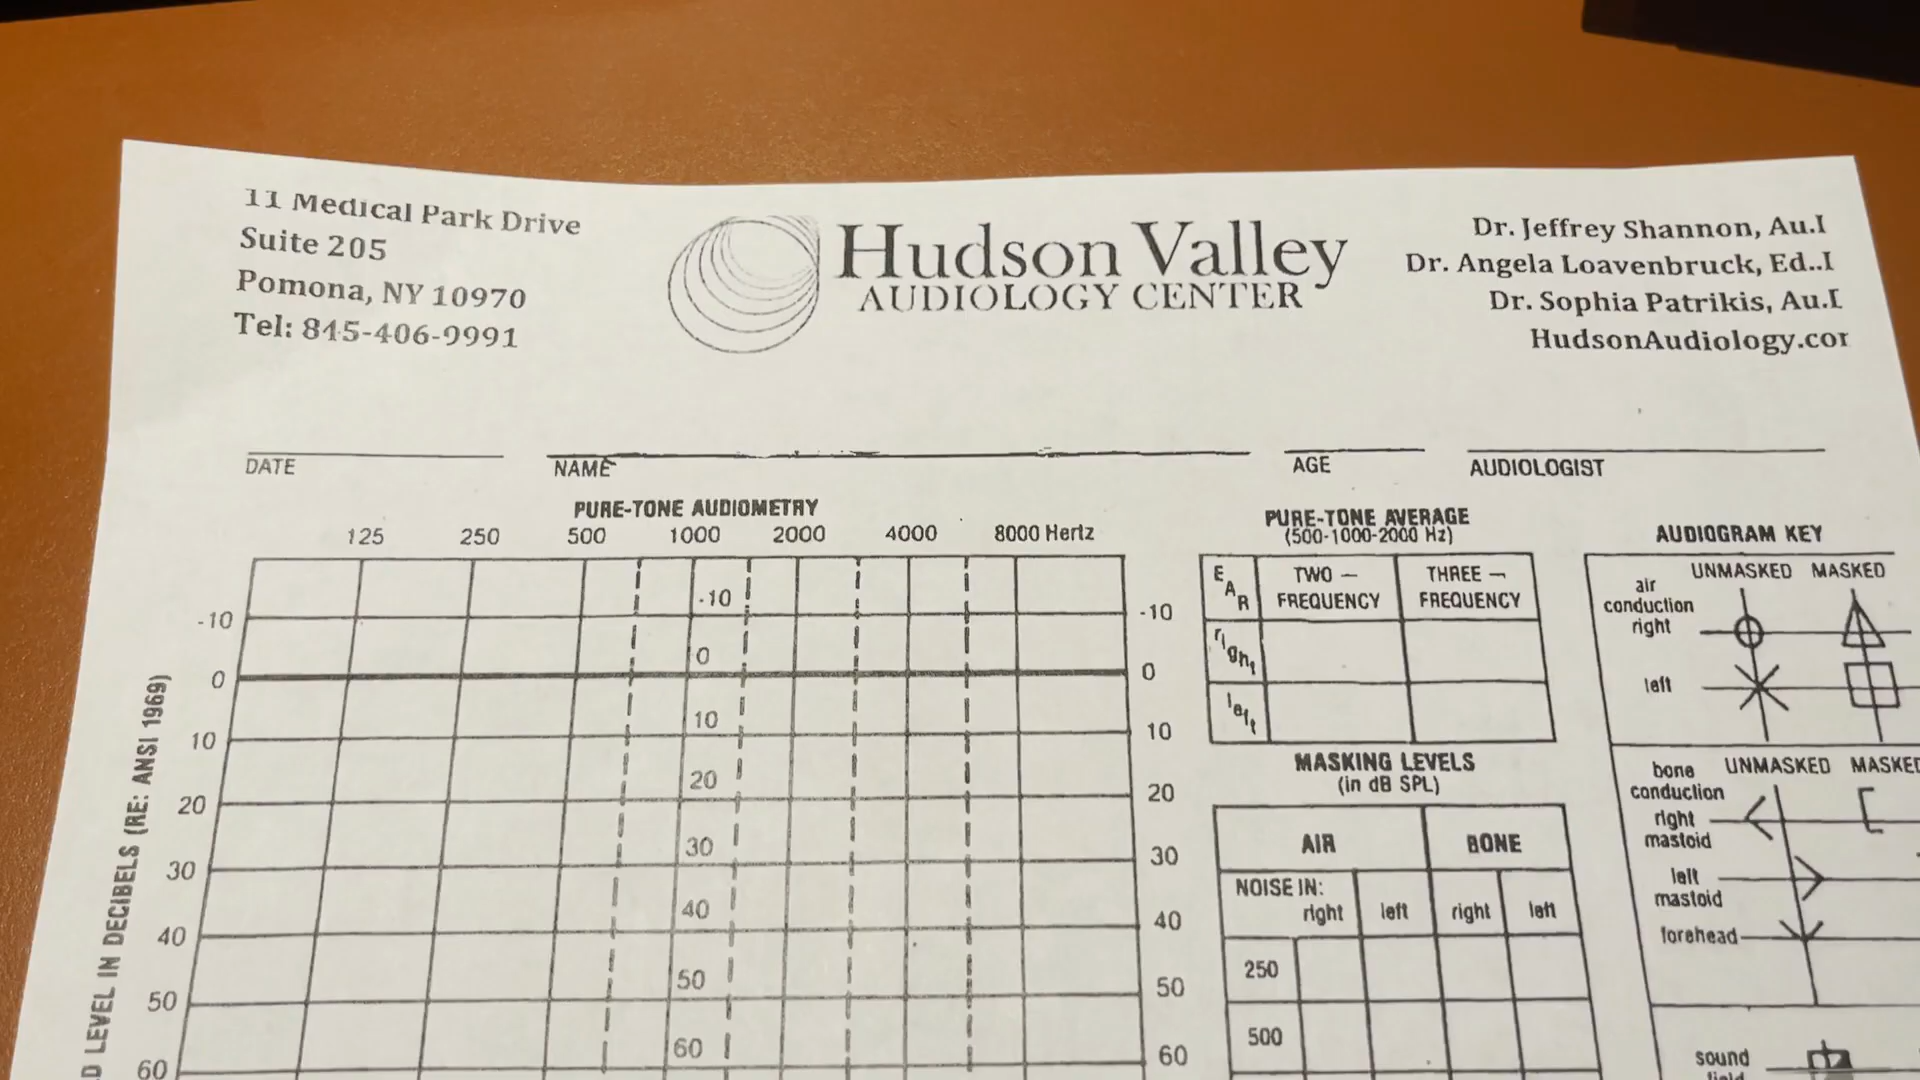 11 Medical Park Drive
Suite 205
Pomona, NY 10970
Tel: 845-406-9991
Hudson Valley
AUDIOLOGY CENTER
Dr. Jeffrey Shannon, Au.
Dr. Angela Loavenbruck, Ed..
Dr. Sophia Patrikis, Au.
HudsonAudiology.
DATE
NAME
AGE
AUDIOLOGIST
PURE-TONE AUDIOMETRY
125 250 500 1000 2000 4000 8000 Hertz
LEVEL IN DECIBELS (RE: ANSI 1969)
-10 -10 -10
0 0 0
10 10 10
20 20 20
30 30 30
40 40 40
50 50 50
60 60 60
PURE-TONE AVERAGE
(500-1000-2000 Hz)
EAR
TWO —
FREQUENCY
THREE —
FREQUENCY
right
left
MASKING LEVELS
(in dB SPL)
AIR BONE
NOISE IN:
right left right left
250
500
AUDIOGRAM KEY
UNMASKED MASKED
air
conduction
right
left
bone
conduction
UNMASKED MASKED
right
mastoid
left
mastoid
forehead
sound
field